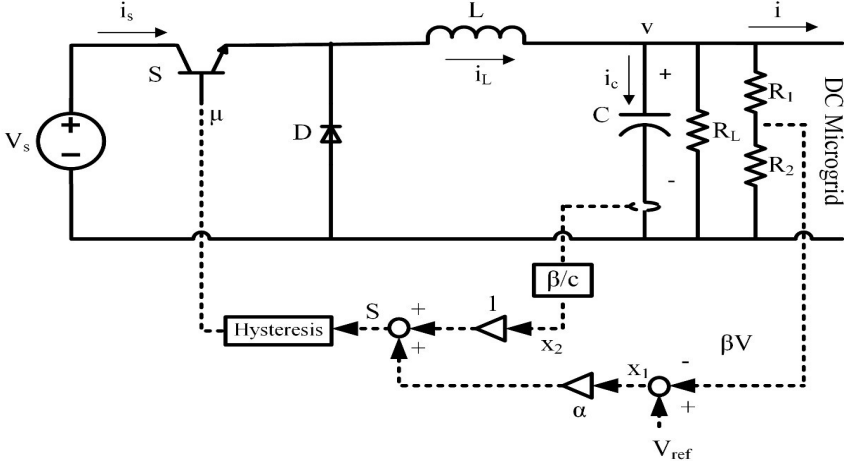 i_s
L
v
i
S
i_L
i_c
+
R_1
μ
C
V_s
+
−
D
R_L
R_2
-
DC Microgrid
β/c
S
+
1
Hysteresis
+
x_2
βV
x_1
-
+
α
V_ref